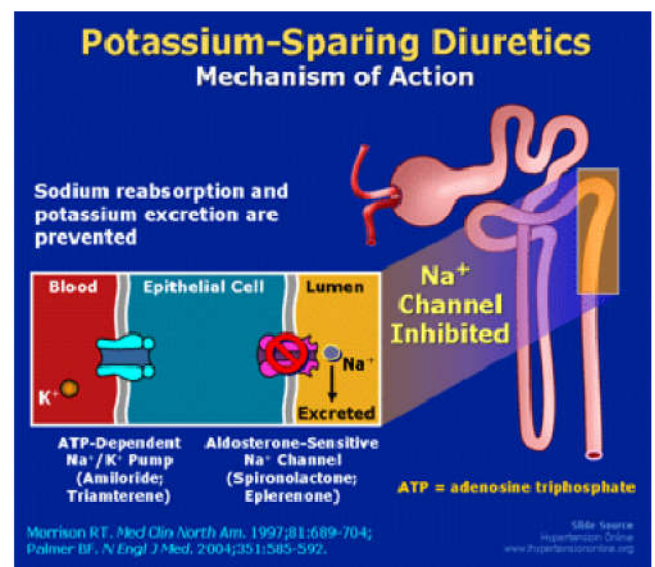 Potassium-Sparing Diuretics
Mechanism of Action
Sodium reabsorption and
potassium excretion are
prevented
Blood
Epithelial Cell
Lumen
Na⁺
Channel
Inhibited
K⁺
Na⁺
Excreted
ATP-Dependent
Na⁺/K⁺ Pump
(Amiloride;
Triamterene)
Aldosterone-Sensitive
Na⁺ Channel
(Spironolactone;
Eplerenone)
ATP = adenosine triphosphate
Morrison RT. Med Clin North Am. 1997;81:689-704;
Palmer BF. N Engl J Med. 2004;351:585-592.
Slide Source
Hypertension Online
www.hypertensiononline.org